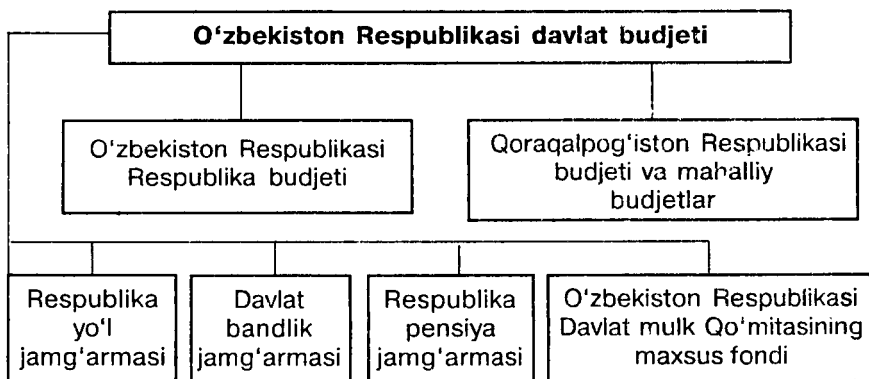 O‘zbekiston Respublikasi davlat budjeti
O‘zbekiston Respublikasi
Respublika budjeti
Qoraqalpog‘iston Respublikasi
budjeti va mahalliy
budjetlar
Respublika
yo‘l
jamg‘armasi
Davlat
bandlik
jamg‘armasi
Respublika
pensiya
jamg‘armasi
O‘zbekiston Respublikasi
Davlat mulk Qo‘mitasining
maxsus fondi